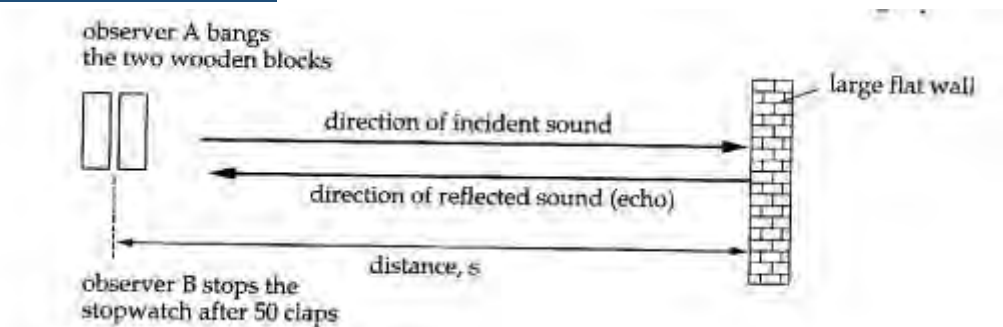 observer A bangs
the two wooden blocks
large flat wall
direction of incident sound
direction of reflected sound (echo)
distance, s
observer B stops the
stopwatch after 50 claps